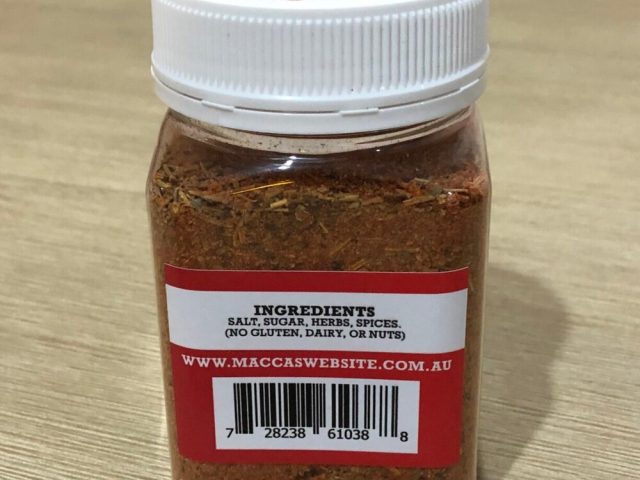 INGREDIENTS
SALT, SUGAR, HERBS, SPICES.
(NO GLUTEN, DAIRY, OR NUTS)
WWW.MACCASWEBSITE.COM.AU
7 28238 61038 8